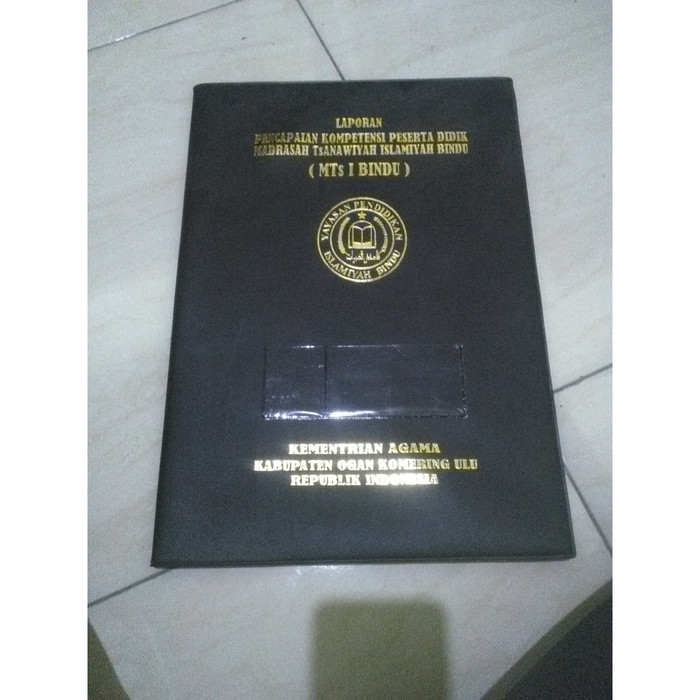 LAPORAN
PENCAPAIAN KOMPETENSI PESERTA DIDIK
MADRASAH TsANAWIYAH ISLAMIYAH BINDU
( MTs I BINDU )
YAYASAN PENDIDIKAN
ISLAMIYAH BINDU
KEMENTRIAN AGAMA
KABUPATEN OGAN KOMERING ULU
REPUBLIK INDONESIA